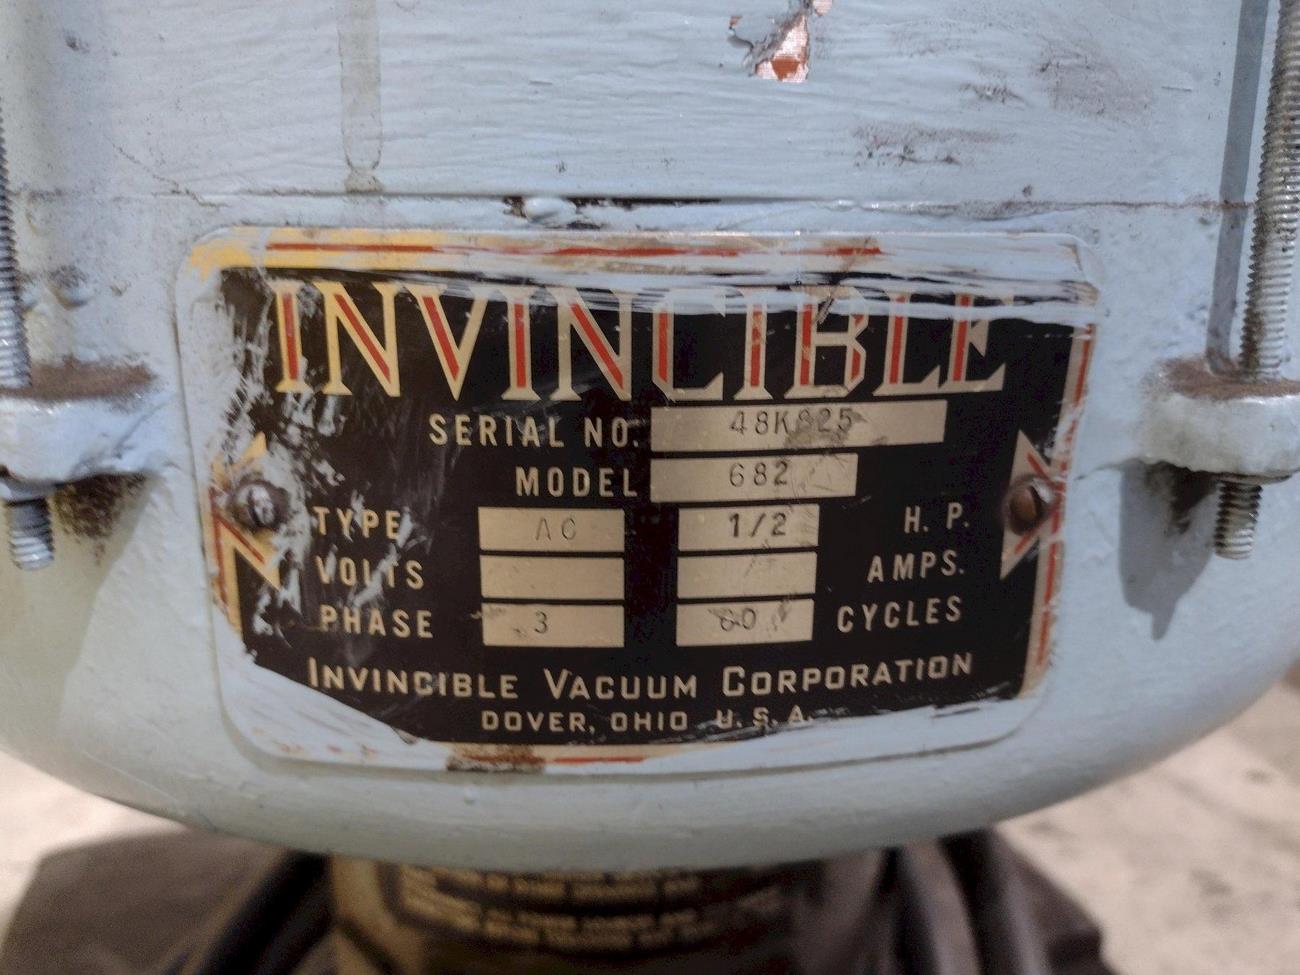 INVINCIBLE
SERIAL NO. 48K625
MODEL 682
TYPE AC 1/2 H. P.
VOLTS AMPS.
PHASE 3 60 CYCLES
INVINCIBLE VACUUM CORPORATION
DOVER, OHIO U. S. A.